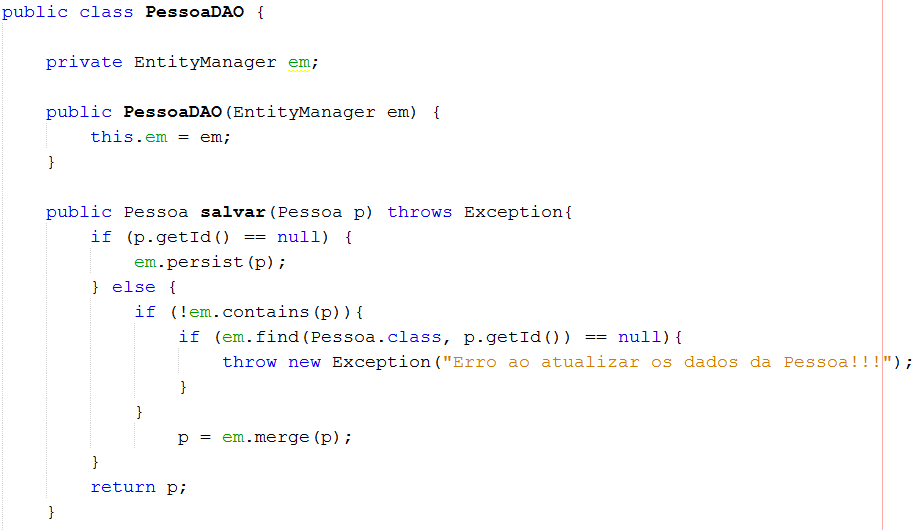 public class PessoaDAO {
private EntityManager em;
public PessoaDAO(EntityManager em) {
this.em = em;
}
public Pessoa salvar(Pessoa p) throws Exception{
if (p.getId() == null) {
em.persist(p);
} else {
if (!em.contains(p)){
if (em.find(Pessoa.class, p.getId()) == null){
throw new Exception("Erro ao atualizar os dados da Pessoa!!!");
}
}
p = em.merge(p);
}
return p;
}